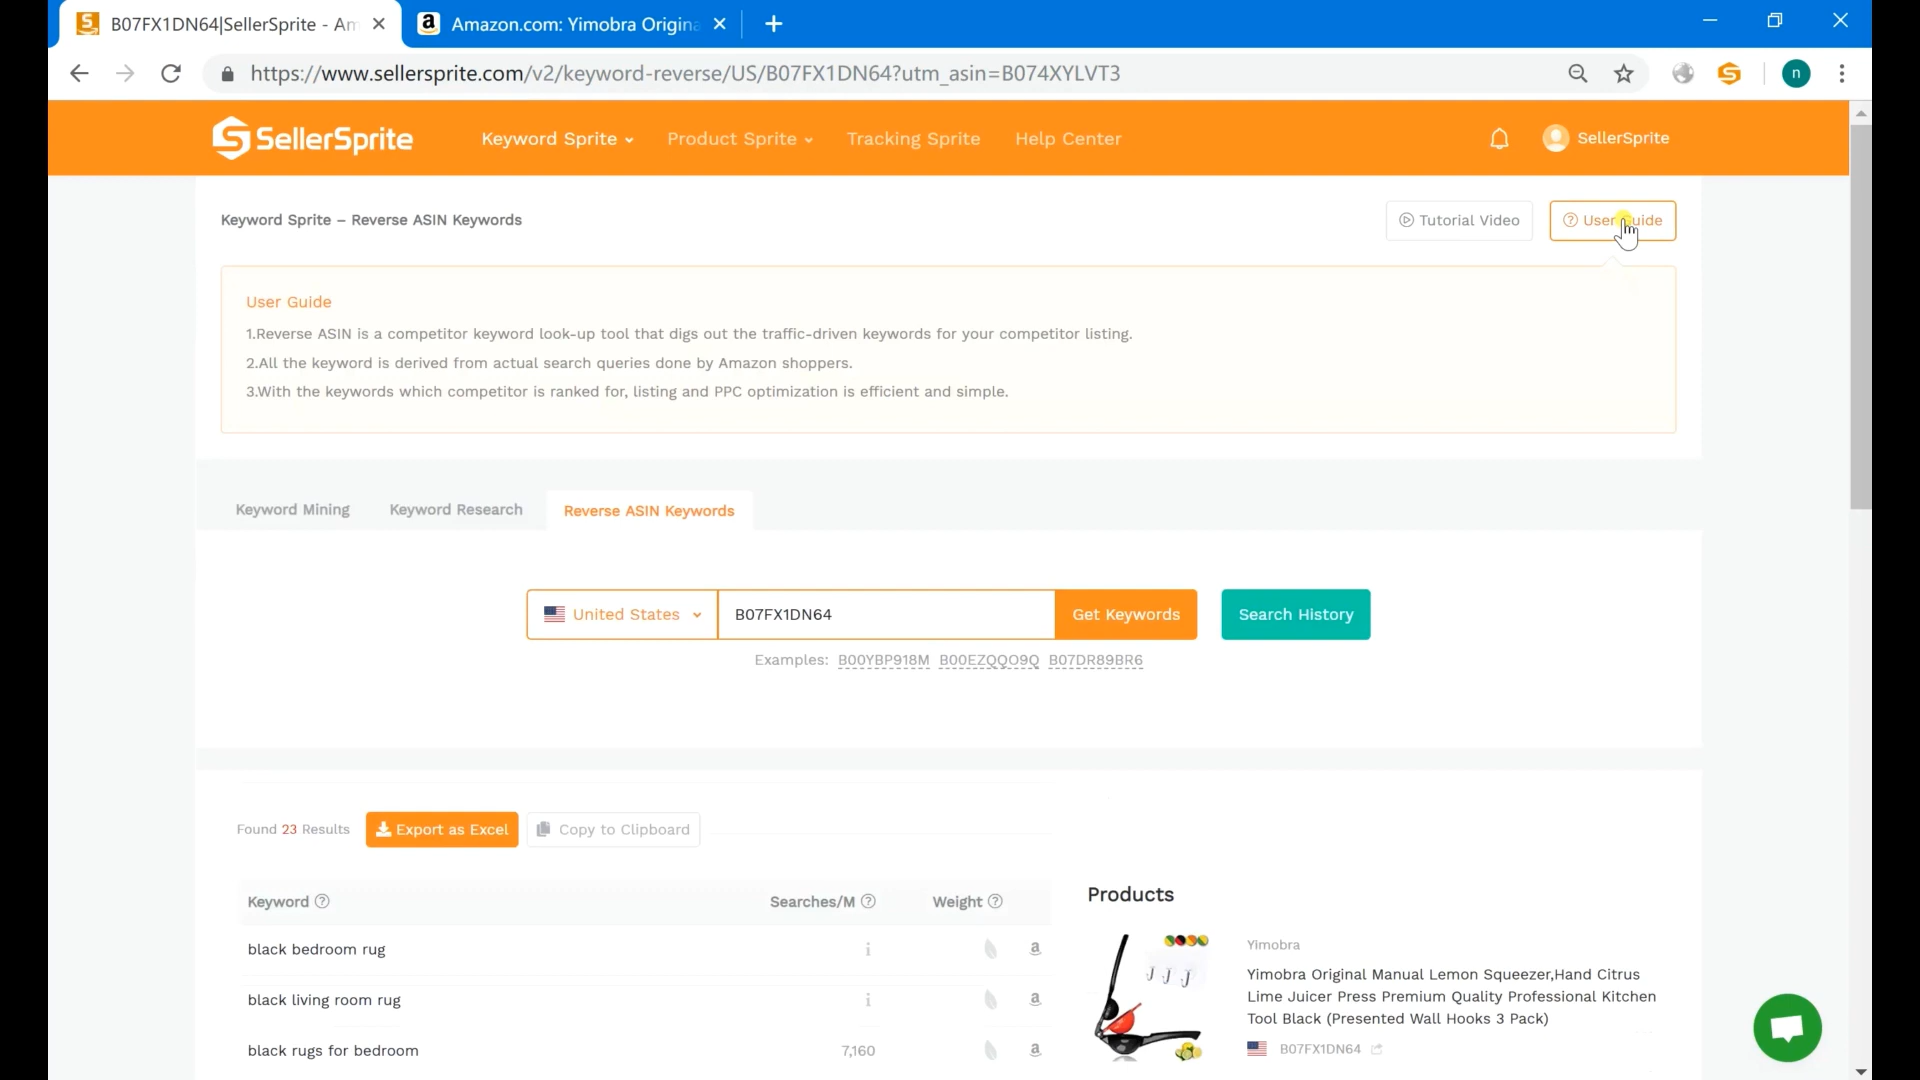 B07FX1DN64|SellerSprite - Am
Amazon.com: Yimobra Origina
https://www.sellersprite.com/v2/keyword-reverse/US/B07FX1DN64?utm_asin=B074XYLVT3
n
SellerSprite
Keyword Sprite
Product Sprite
Tracking Sprite
Help Center
SellerSprite
Keyword Sprite – Reverse ASIN Keywords
Tutorial Video
User Guide
User Guide
1.Reverse ASIN is a competitor keyword look-up tool that digs out the traffic-driven keywords for your competitor listing.
2.All the keyword is derived from actual search queries done by Amazon shoppers.
3.With the keywords which competitor is ranked for, listing and PPC optimization is efficient and simple.
Keyword Mining
Keyword Research
Reverse ASIN Keywords
United States
B07FX1DN64
Get Keywords
Search History
Examples: B00YBP918M B00EZQQO9Q B07DR89BR6
Found 23 Results
Export as Excel
Copy to Clipboard
Keyword
Searches/M
Weight
black bedroom rug
black living room rug
black rugs for bedroom
7,160
Products
Yimobra
Yimobra Original Manual Lemon Squeezer,Hand Citrus
Lime Juicer Press Premium Quality Professional Kitchen
Tool Black (Presented Wall Hooks 3 Pack)
B07FX1DN64